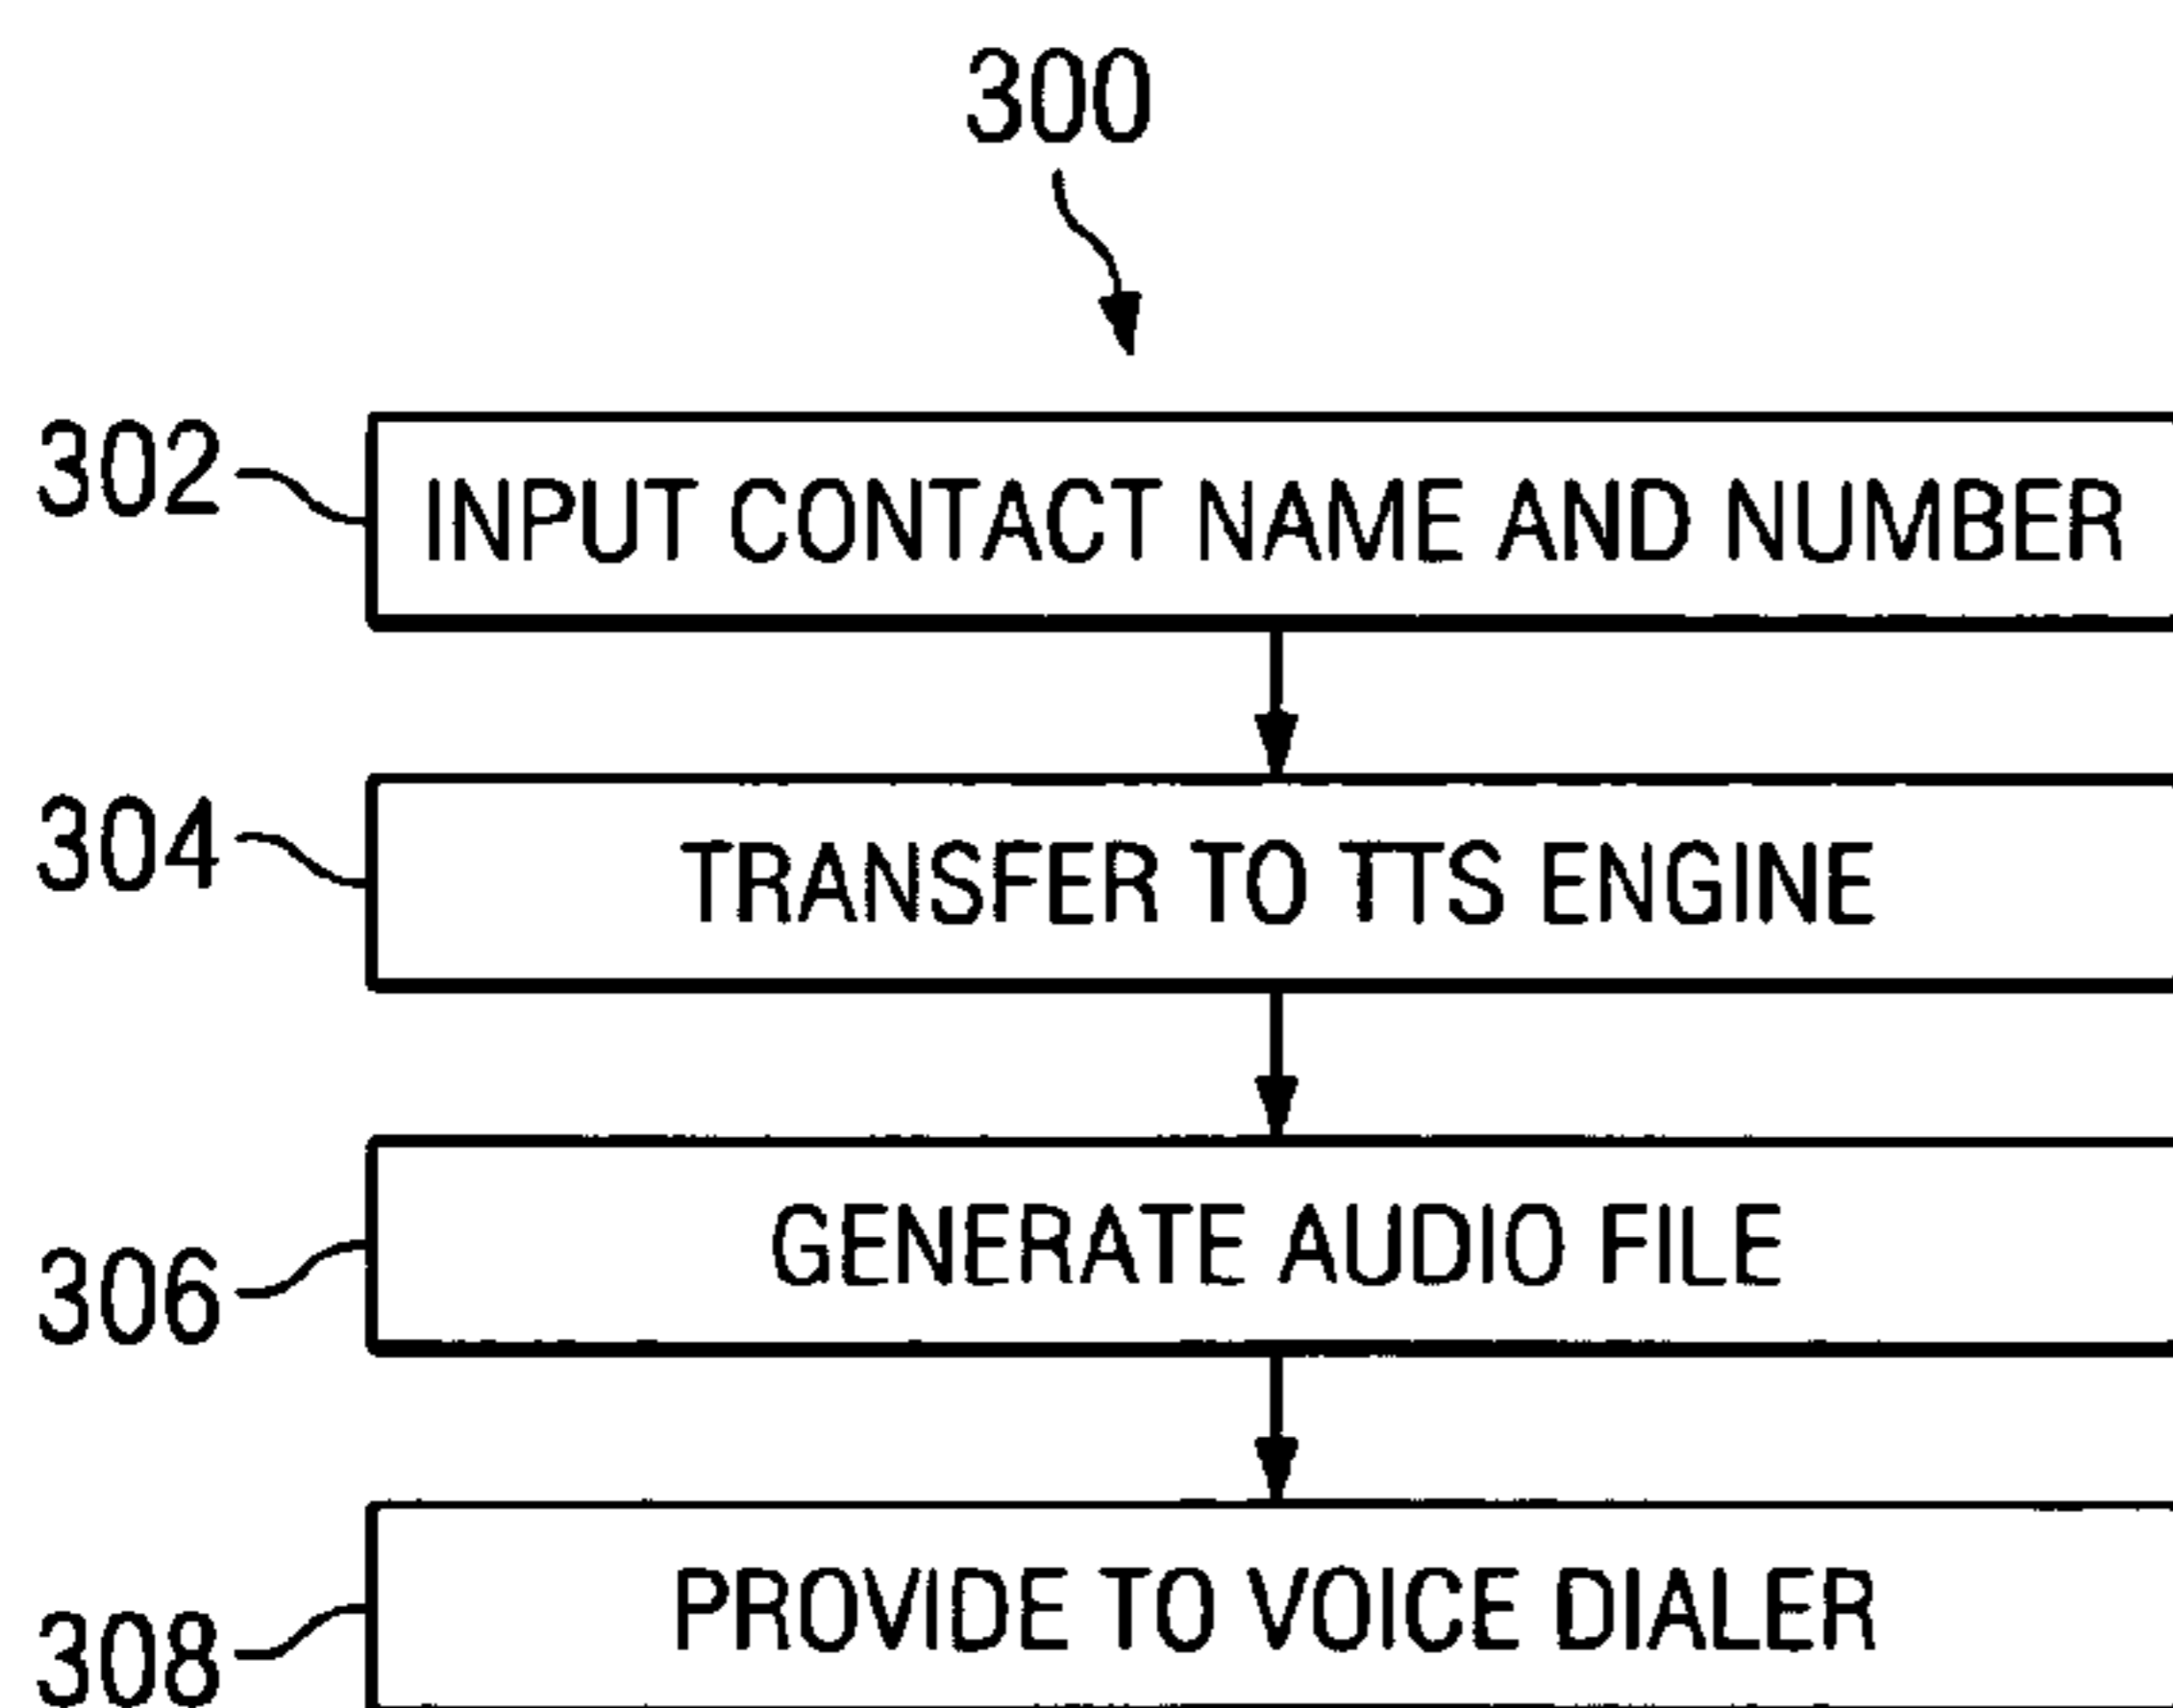 300
302
INPUT CONTACT NAME AND NUMBER
304
TRANSFER TO TTS ENGINE
306
GENERATE AUDIO FILE
308
PROVIDE TO VOICE DIALER